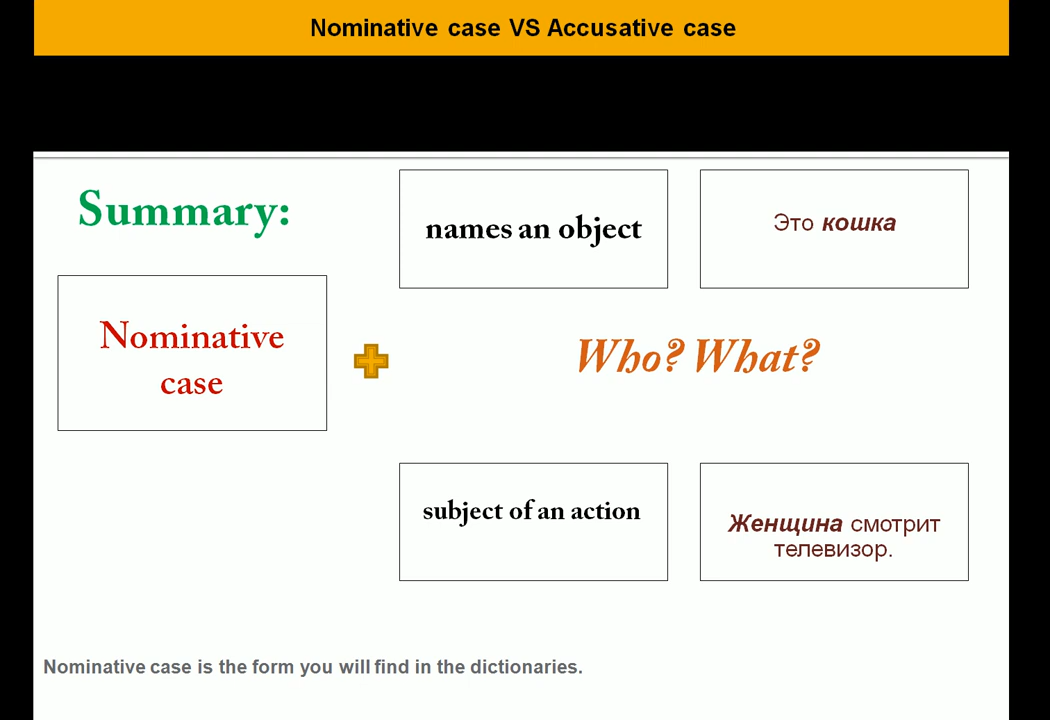 Nominative case VS Accusative case
Summary:
names an object
Это кошка
Nominative
case
Who? What?
subject of an action
Женщина смотрит
телевизор.
Nominative case is the form you will find in the dictionaries.